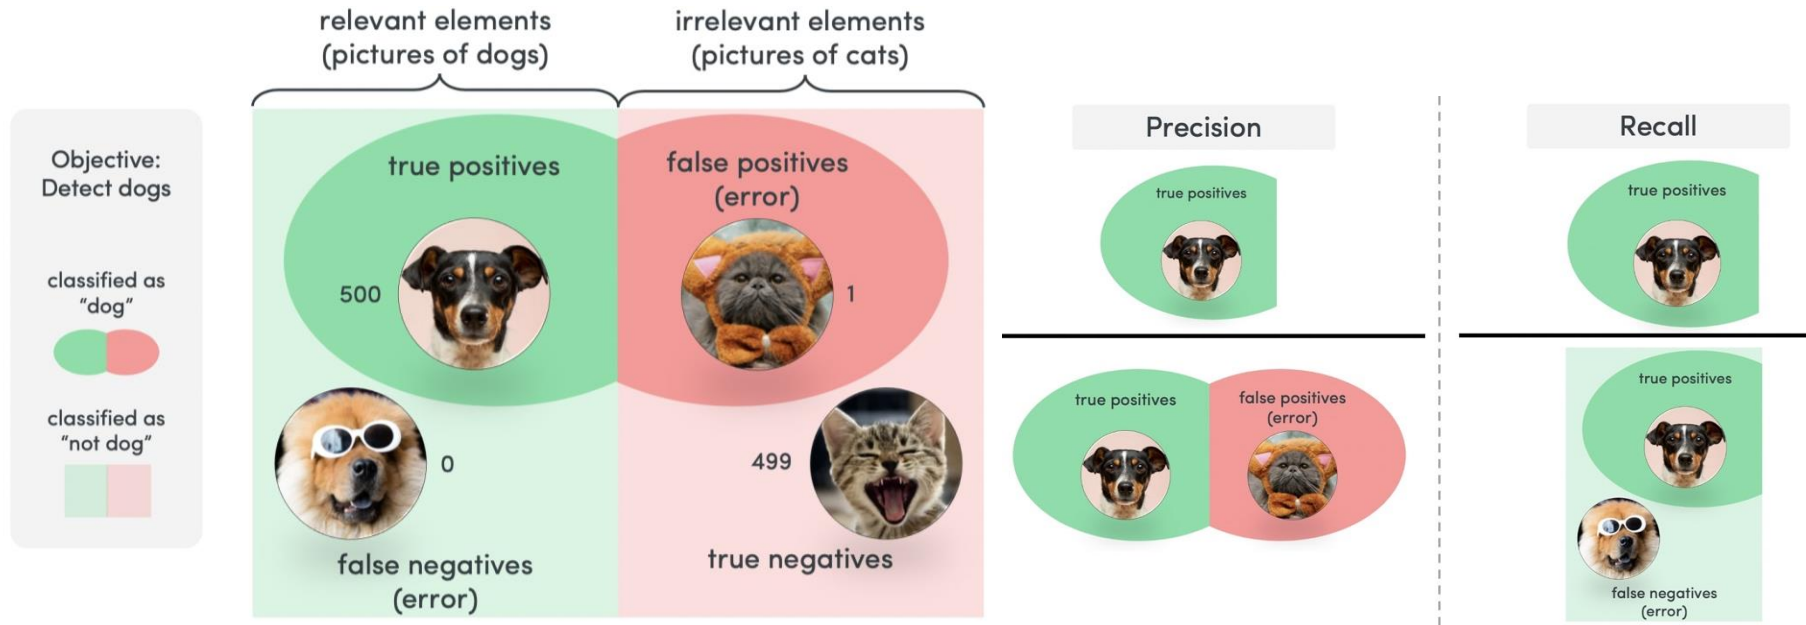 relevant elements
(pictures of dogs)
irrelevant elements
(pictures of cats)
Objective:
Detect dogs
classified as
“dog”
classified as
“not dog”
true positives
500
false positives
(error)
1
0
false negatives
(error)
499
true negatives
Precision
true positives
true positives
false positives
(error)
Recall
true positives
true positives
false negatives
(error)